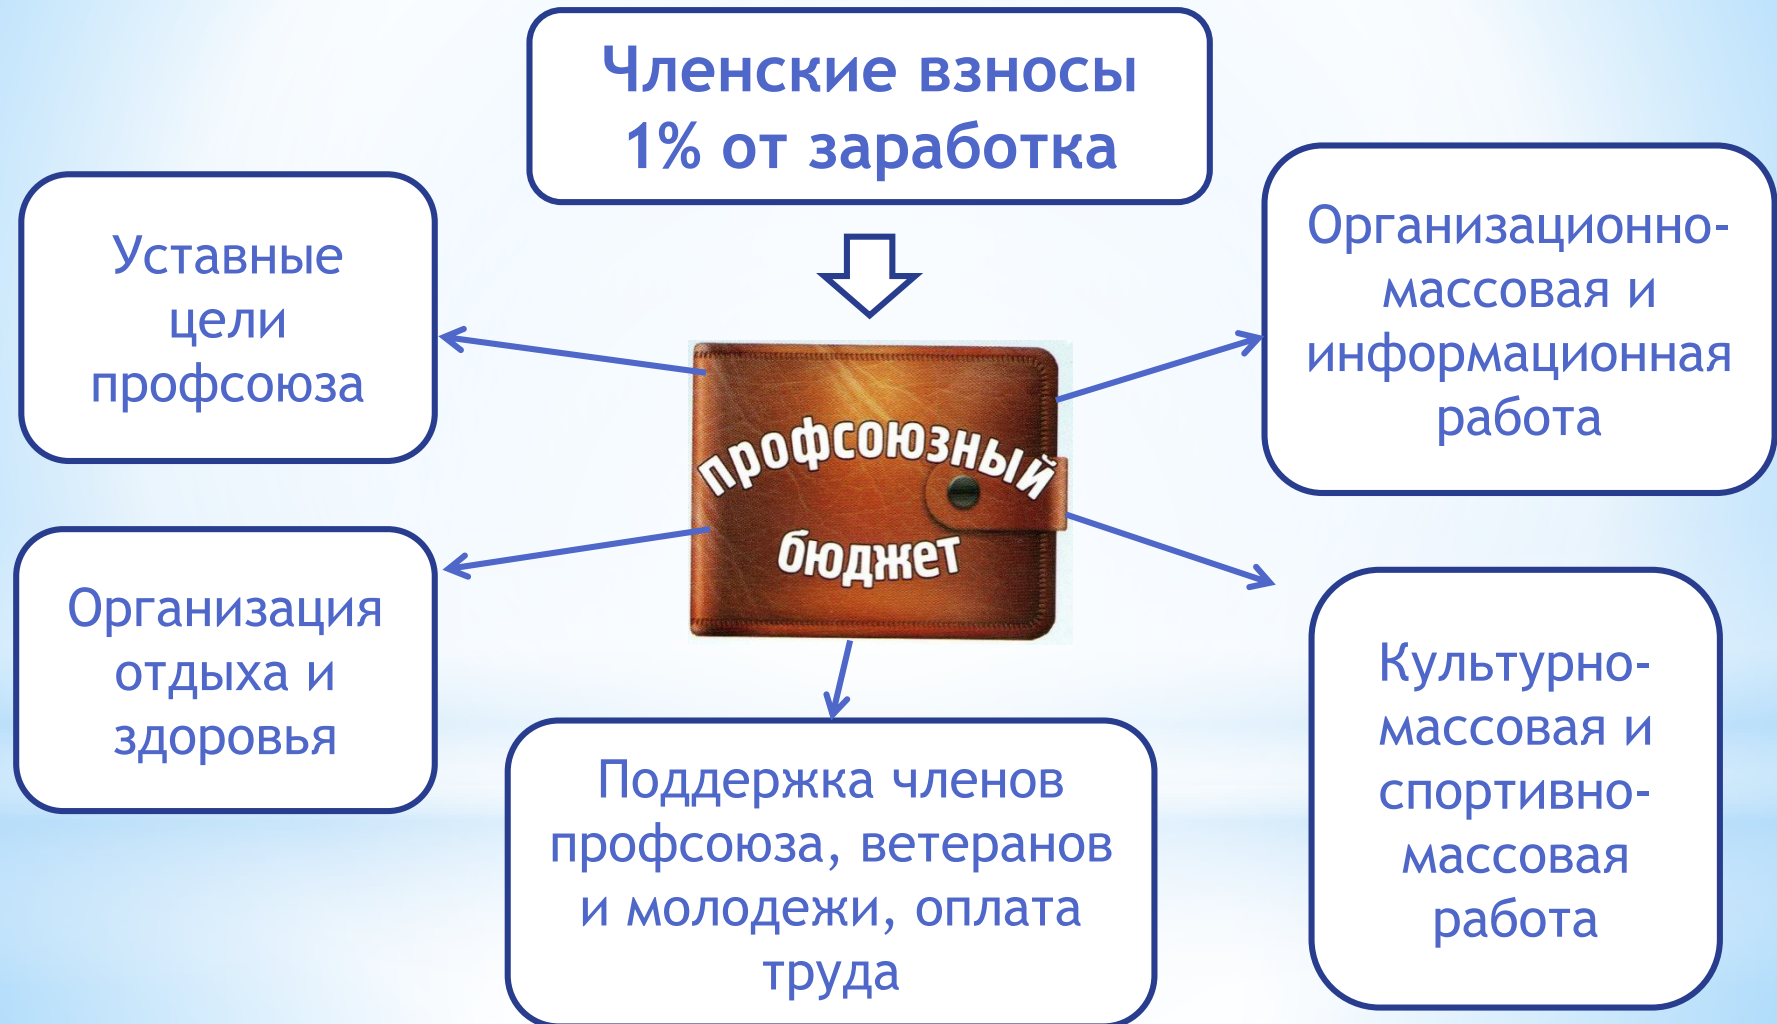 Членские взносы
1% от заработка
Уставные
цели
профсоюза
Организационно-
массовая и
информационная
работа
профсоюзный
бюджет
Организация
отдыха и
здоровья
Поддержка членов
профсоюза, ветеранов
и молодежи, оплата
труда
Культурно-
массовая и
спортивно-
массовая
работа